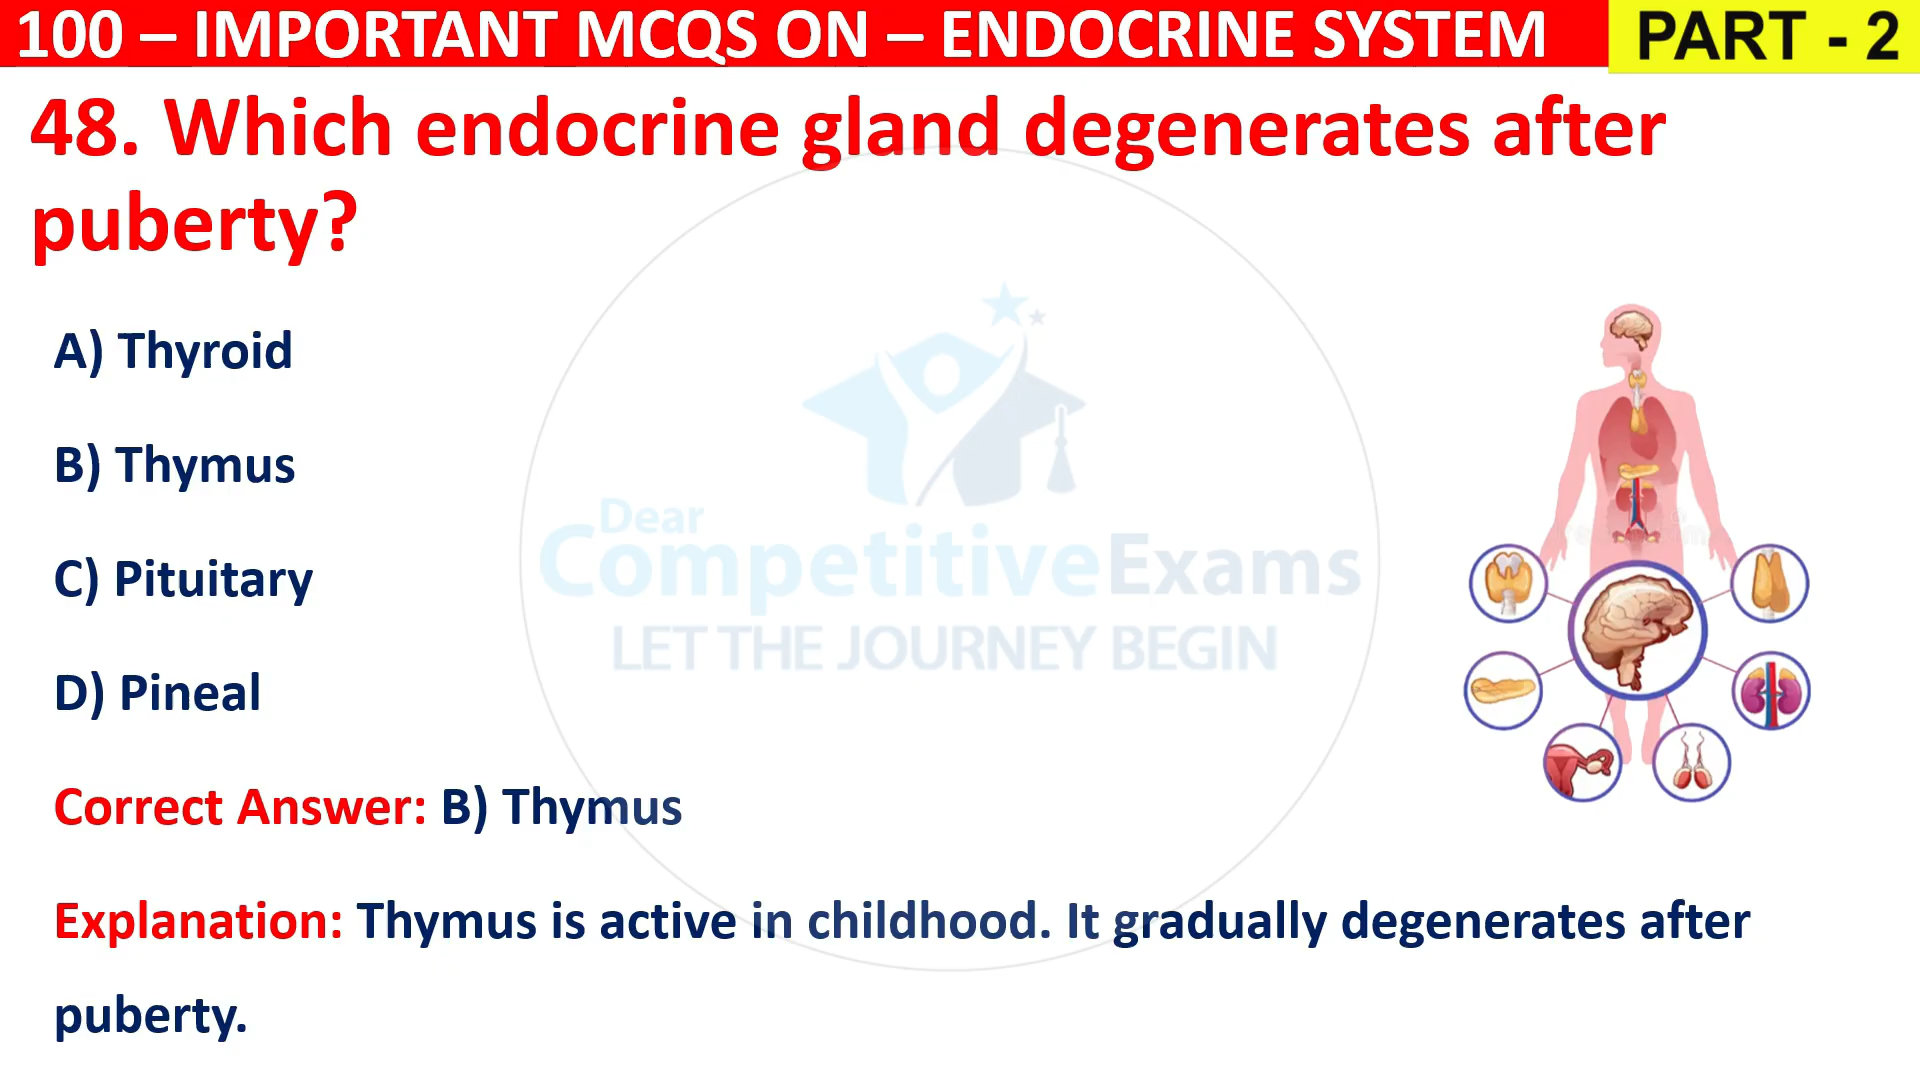 100 – IMPORTANT MCQS ON – ENDOCRINE SYSTEM
PART - 2
48. Which endocrine gland degenerates after
puberty?
A) Thyroid
B) Thymus
C) Pituitary
D) Pineal
Correct Answer: B) Thymus
Explanation: Thymus is active in childhood. It gradually degenerates after
puberty.
Dear
CompetitiveExams
LET THE JOURNEY BEGIN